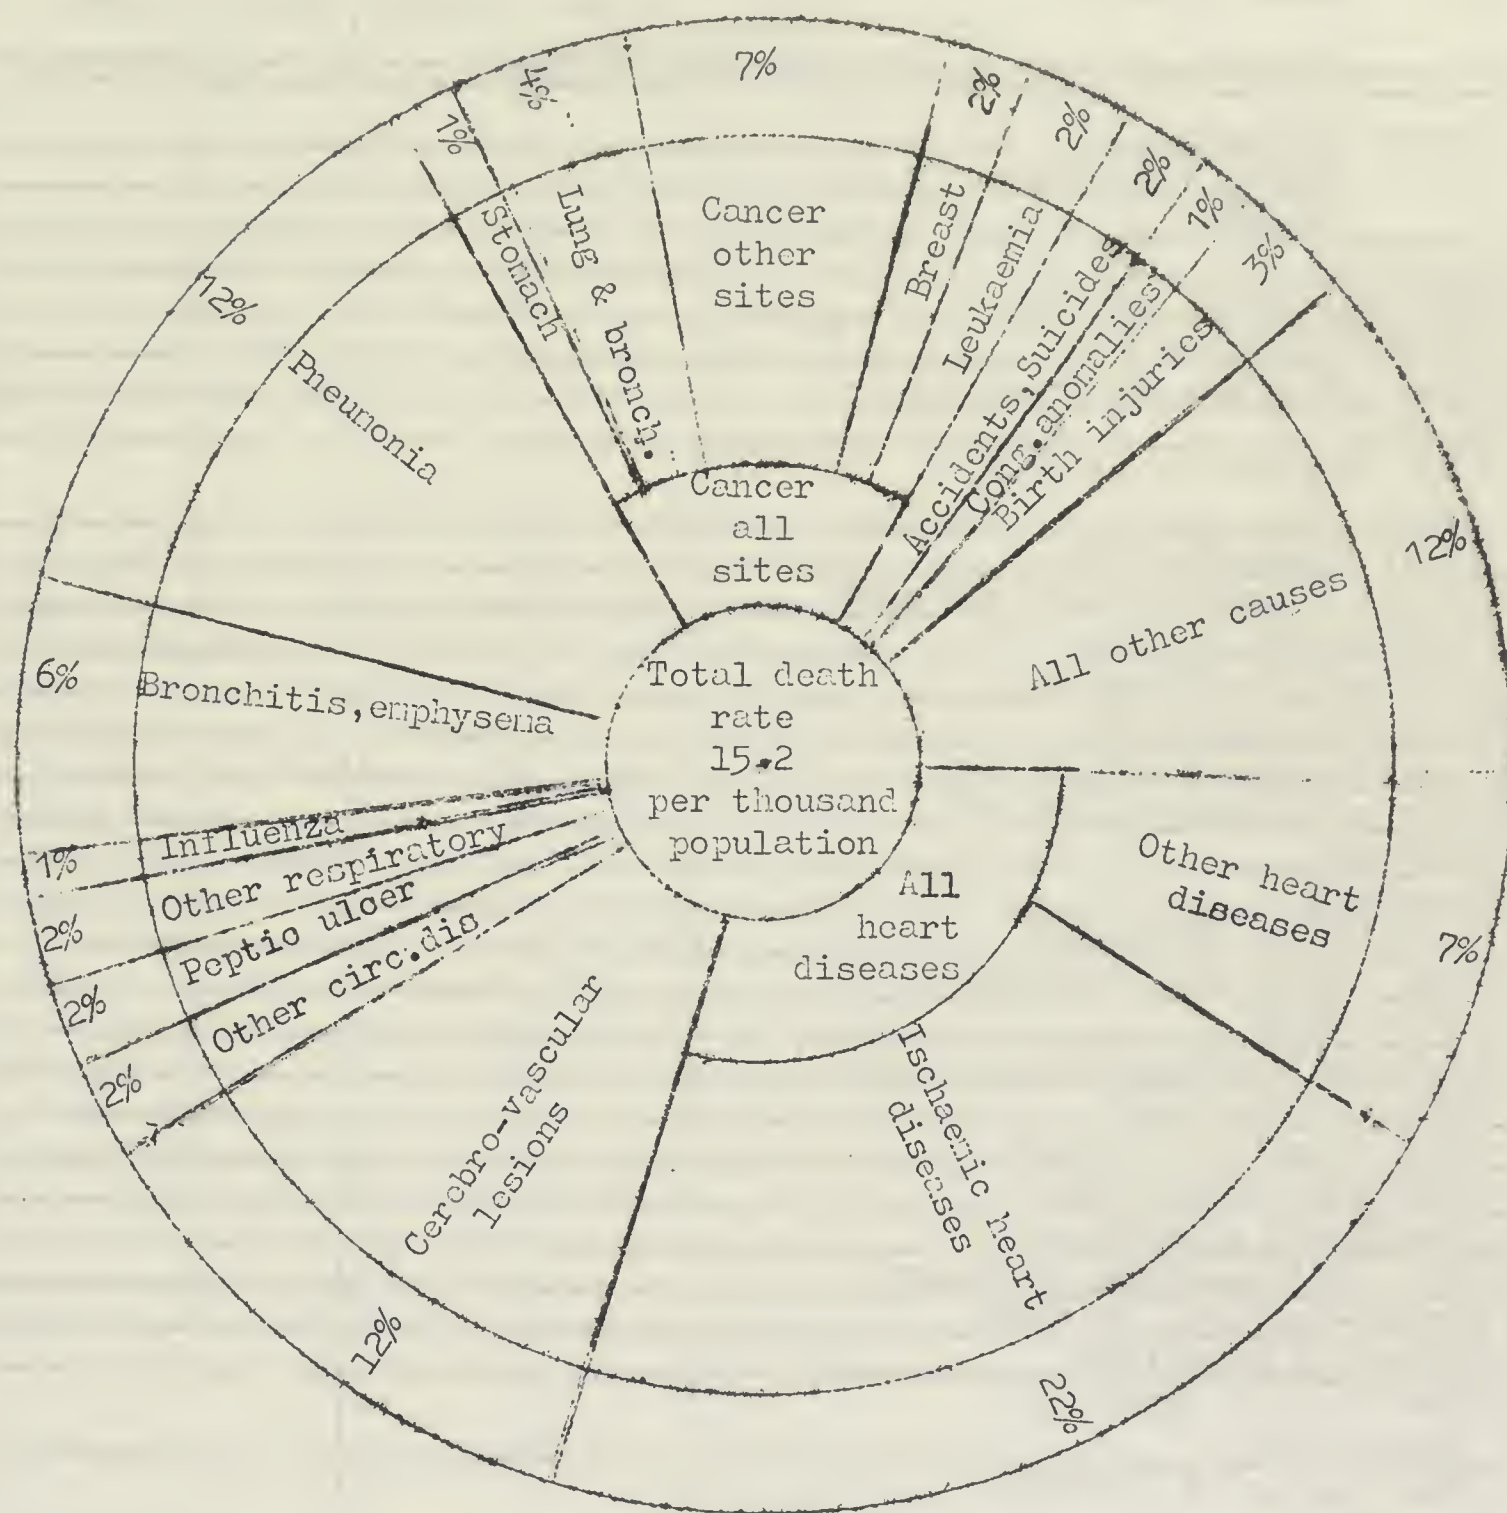 7%
Cancer
other
sites
2%
Breast
2%
Leukaemia
2%
Accidents, Suicides
1%
Cong. anomalies
3%
Birth injuries
12%
All other causes
7%
Other heart
diseases
22%
Ischaemic heart
diseases
12%
Cerebro-vascular
lesions
2%
Other circ. dis
2%
Peptic ulcer
2%
Other respiratory
1%
Influenza
6%
Bronchitis, emphysema
12%
Pneumonia
1%
Stomach
4%
Lung & bronch.
Cancer
all
sites
Total death
rate
15.2
per thousand
population
All
heart
diseases